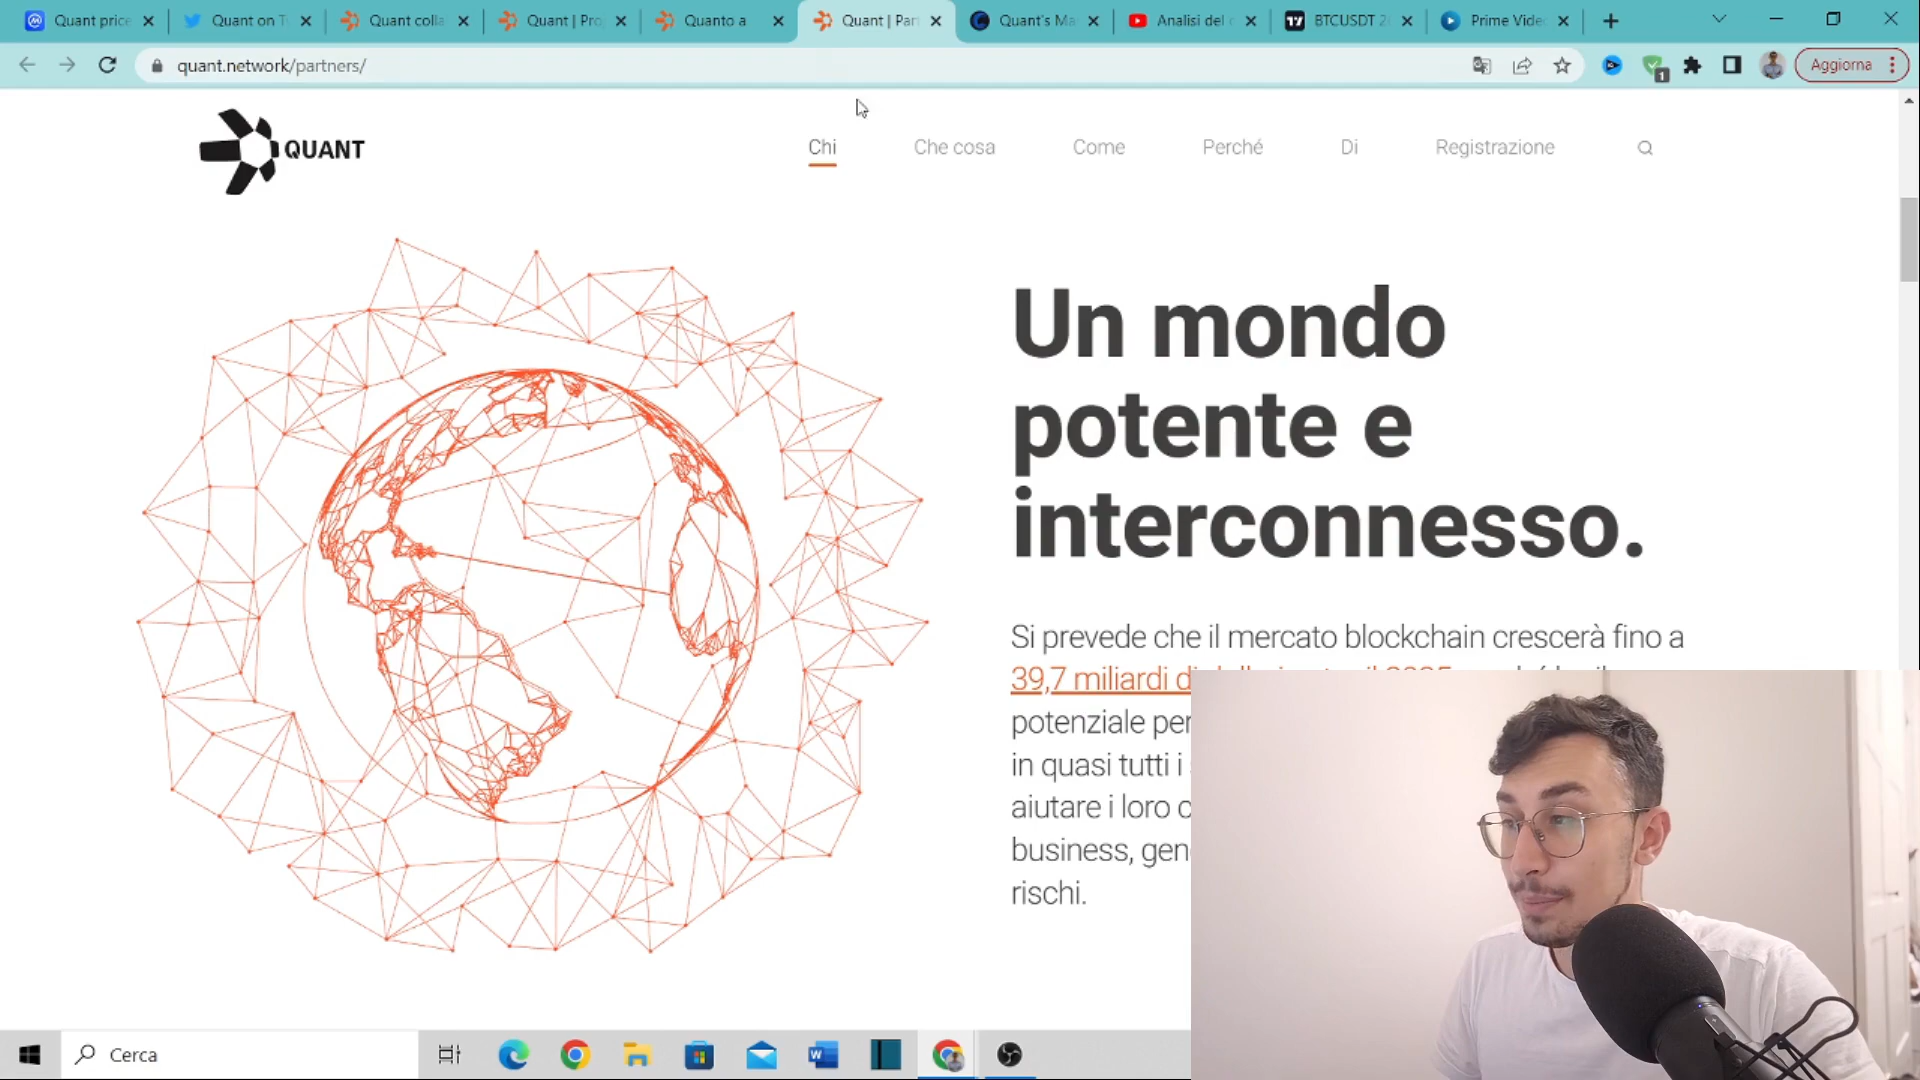 Quant price
Quant on T
Quant colla
Quant | Pro
Quanto a
Quant | Par
Quant's Ma
Analisi del
BTCUSDT 2
Prime Vide
quant.network/partners/
1
Aggiorna
QUANT
Chi
Che cosa
Come
Perché
Di
Registrazione
Un mondo
potente e
interconnesso.
Si prevede che il mercato blockchain crescerà fino a
39,7 miliardi
potenziale per
in quasi tutti i
aiutare i loro
business, gen
rischi.
Cerca